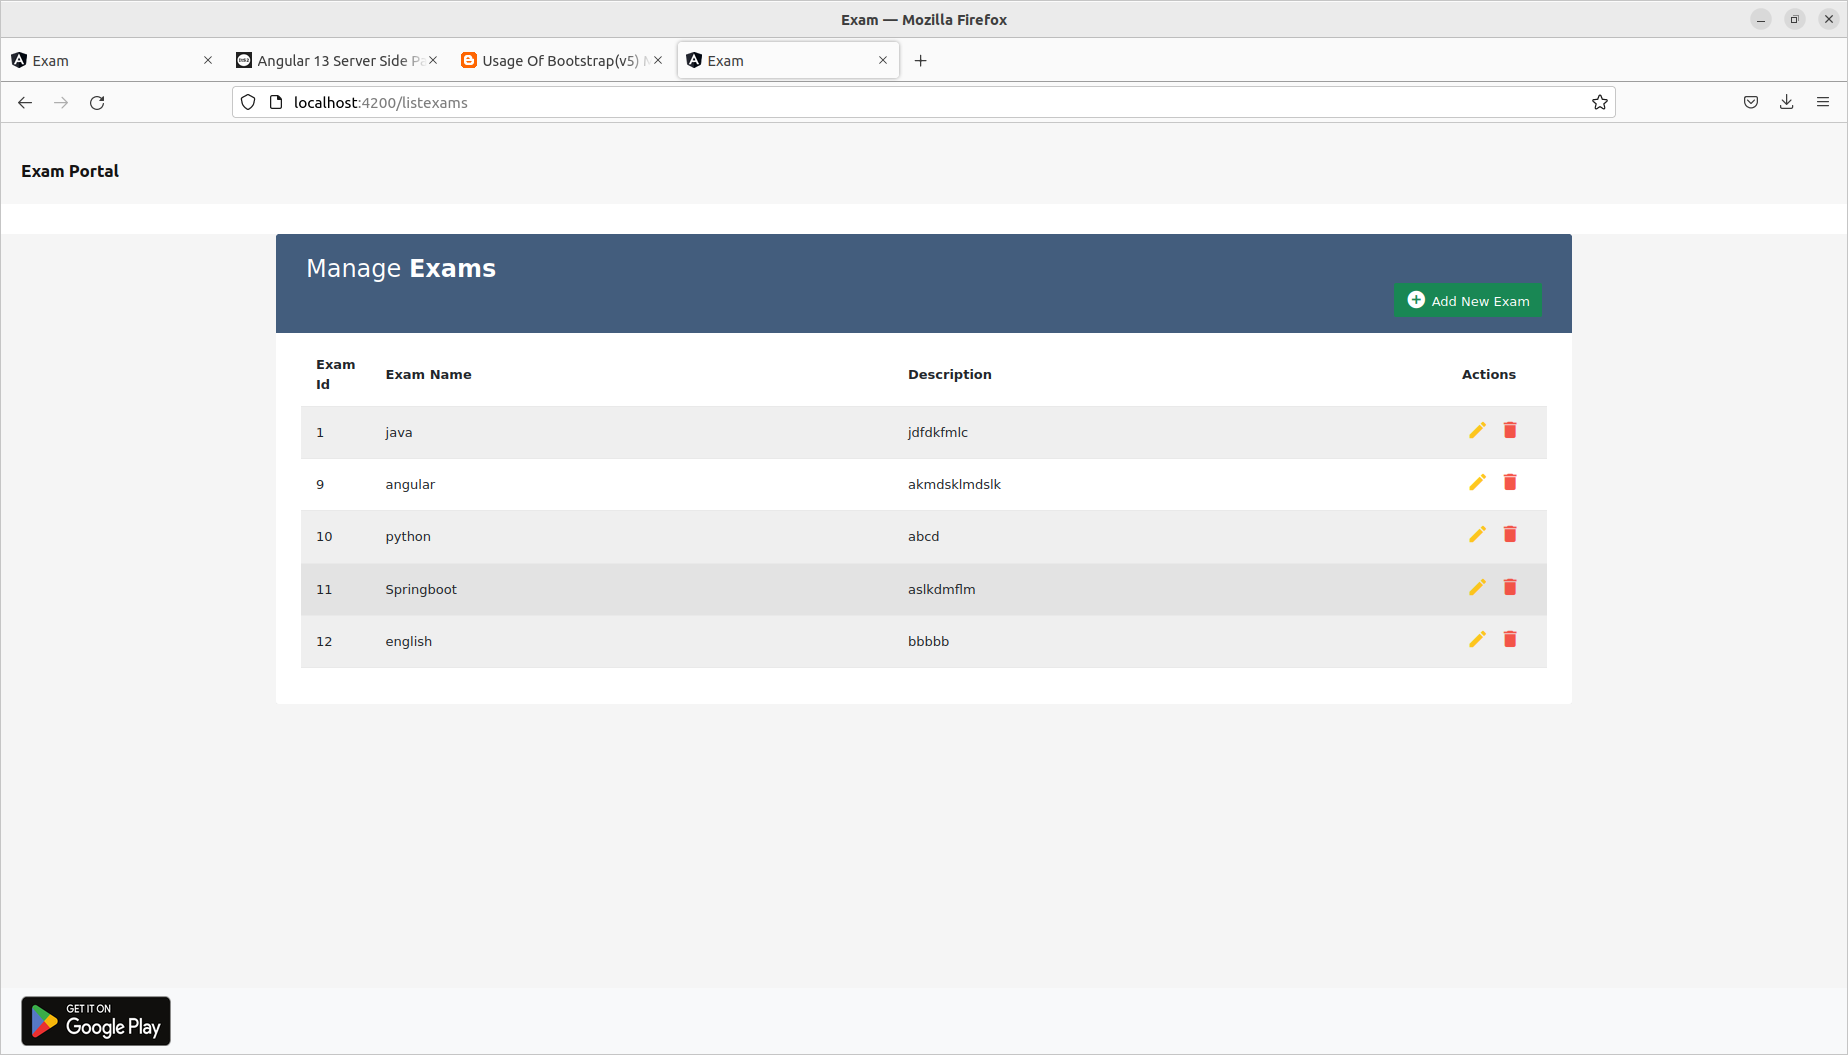 Exam — Mozilla Firefox
Exam
Angular 13 Server Side
Usage Of Bootstrap(v5)
Exam
localhost:4200/listexams
Exam Portal
Manage Exams
Add New Exam
Exam Id
Exam Name
Description
Actions
1 java jdfdkfmlc
9 angular akmdsklmdslk
10 python abcd
11 Springboot aslkdmflm
12 english bbbbb
GET IT ON
Google Play